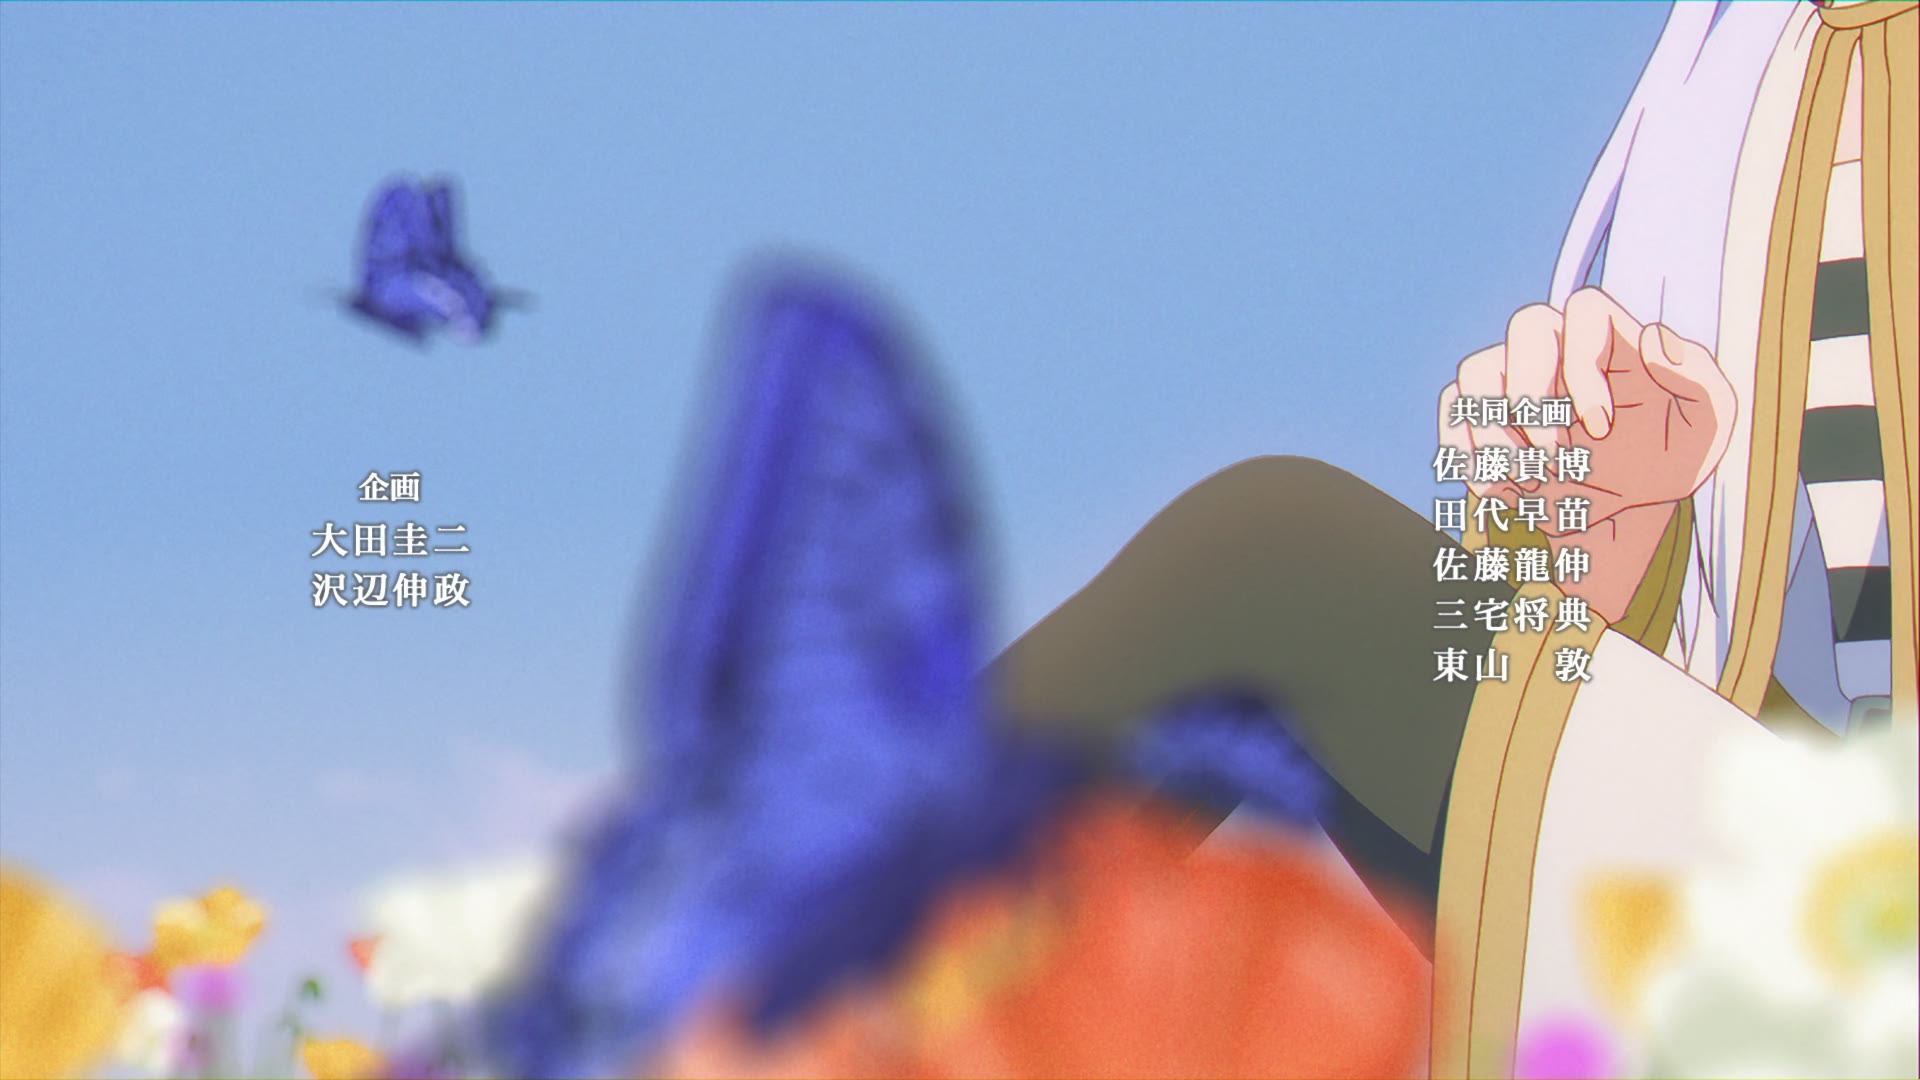 企画
大田圭二
沢辺伸政
共同企画
佐藤貴博
田代早苗
佐藤龍伸
三宅将典
東山　敦